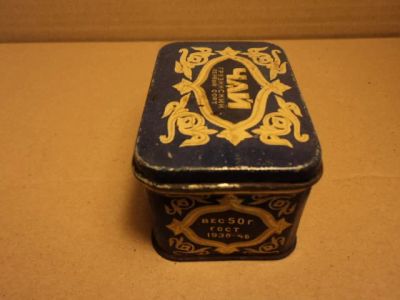 ЧАЙ
ГРУЗИНСКИЙ
ПЕРВЫЙ СОРТ
ВЕС 50 Г
ГОСТ
1938-46